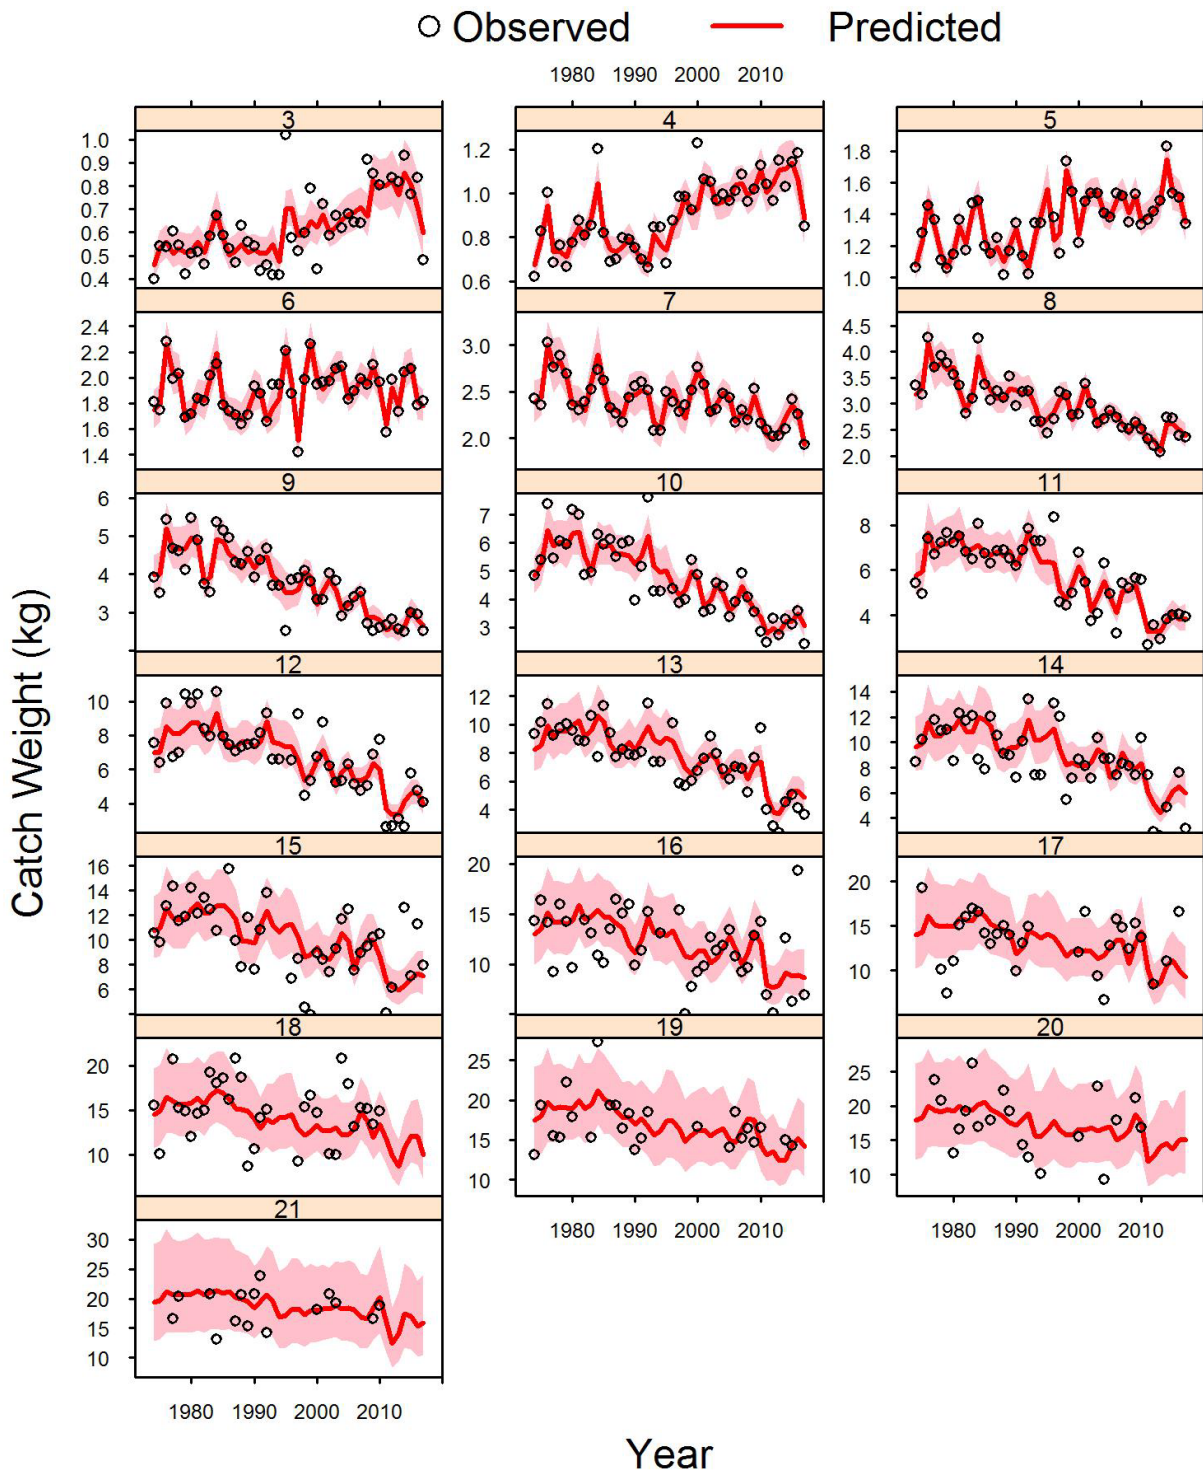 Observed Predicted
1980 1990 2000 2010
3 4 5
1.0 0.9 0.8 0.7 0.6 0.5 0.4
1.2 1.0 0.8 0.6
1.8 1.6 1.4 1.2 1.0
6 7 8
2.4 2.2 2.0 1.8 1.6 1.4
3.0 2.5 2.0
4.5 4.0 3.5 3.0 2.5 2.0
9 10 11
6 5 4 3
7 6 5 4 3
8 6 4
12 13 14
10 8 6 4
12 10 8 6 4
14 12 10 8 6 4
15 16 17
16 14 12 10 8 6
20 15 10
20 15 10
18 19 20
20 15 10
25 20 15 10
25 20 15 10
1980 1990 2000 2010
1980 1990 2000 2010
21
30 25 20 15 10
1980 1990 2000 2010
Catch Weight (kg)
Year